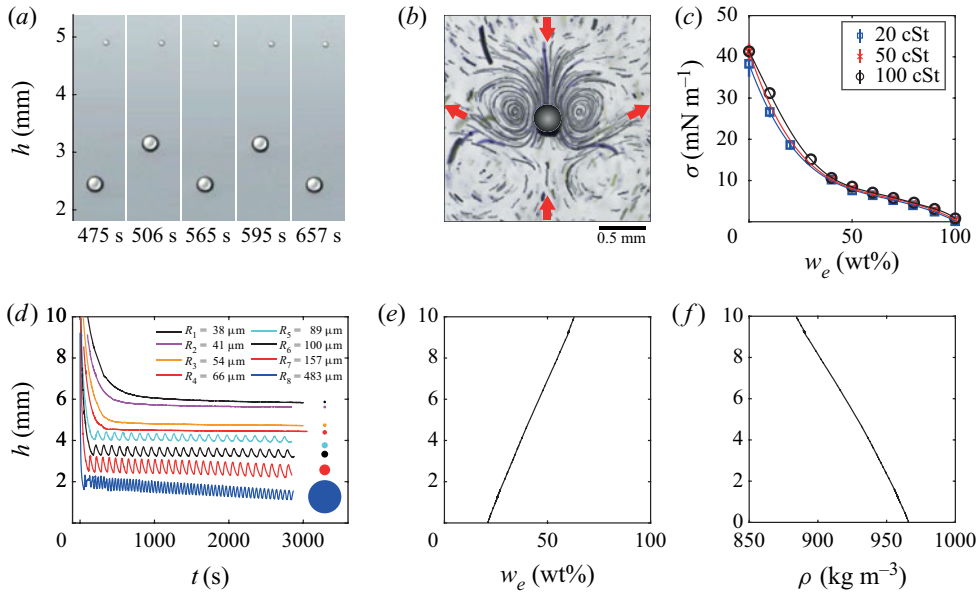 (a)
(b)
(c)
5
4
3
2
h (mm)
475 s 506 s 565 s 595 s 657 s
0.5 mm
50
40
30
20
10
0
σ (mN m⁻¹)
20 cSt
50 cSt
100 cSt
50 100
wₑ (wt%)
(d)
(e)
(f)
10
8
6
4
2
0 1000 2000 3000
h (mm)
t (s)
R₁ = 38 µm
R₂ = 41 µm
R₃ = 54 µm
R₄ = 66 µm
R₅ = 89 µm
R₆ = 100 µm
R₇ = 157 µm
R₈ = 483 µm
10
8
6
4
2
0 50 100
wₑ (wt%)
10
8
6
4
2
0
850 900 950 1000
ρ (kg m⁻³)